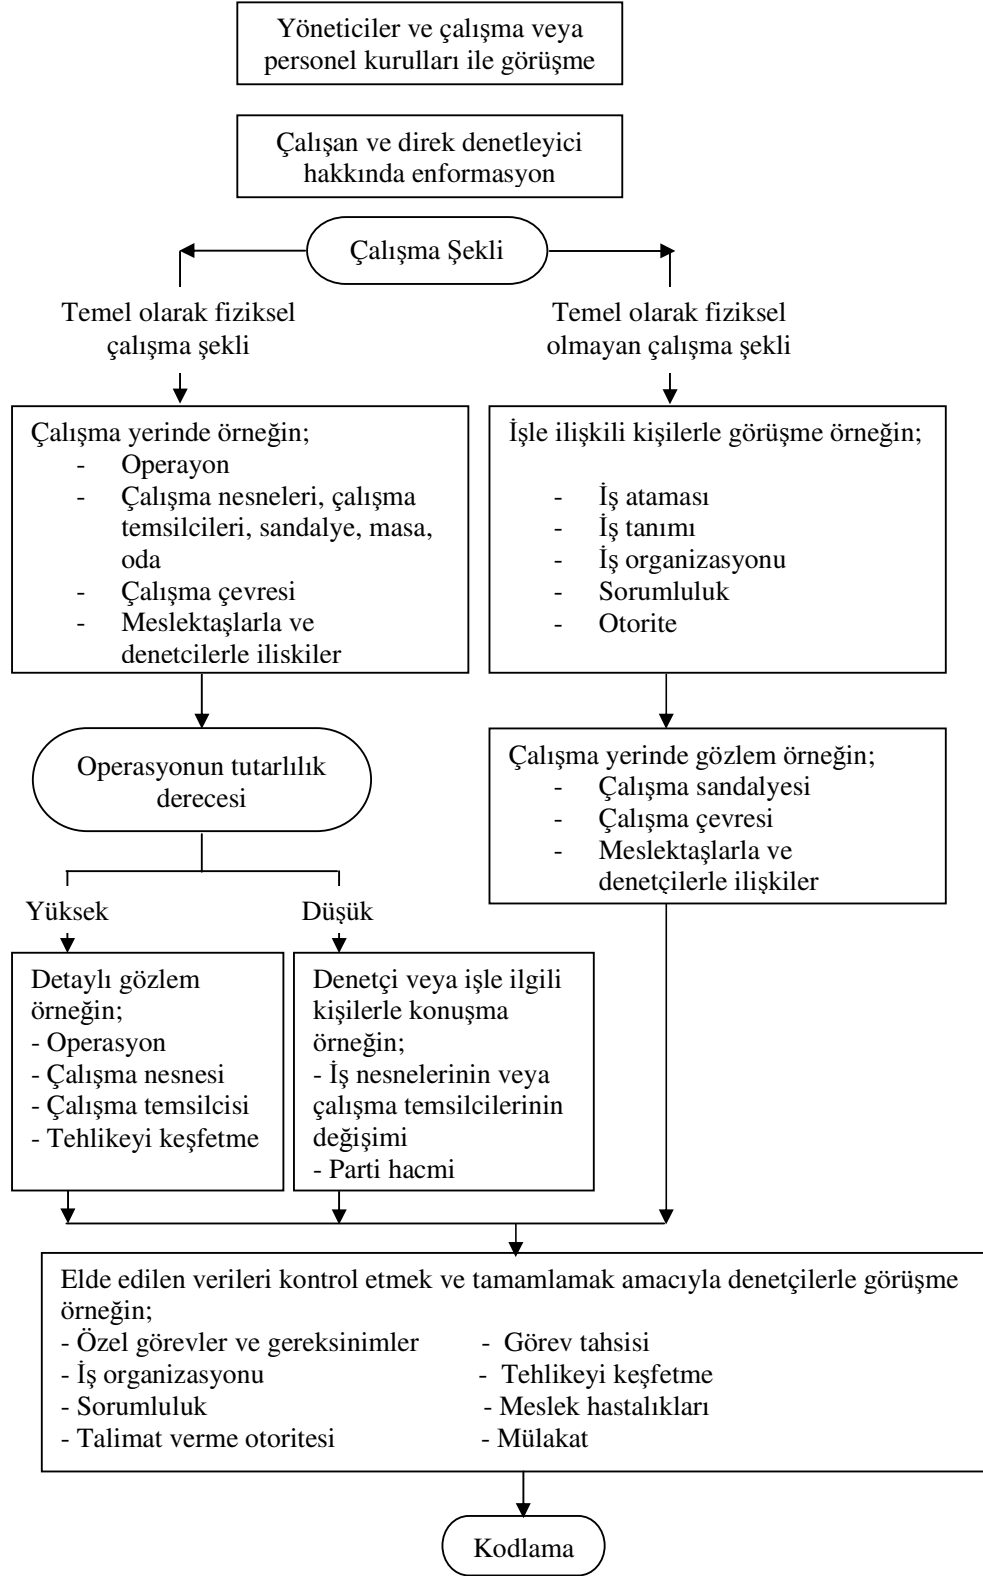 Yöneticiler ve çalışma veya
personel kurulları ile görüşme
Çalışan ve direk denetleyici
hakkında enformasyon
Çalışma Şekli
Temel olarak fiziksel
çalışma şekli
Temel olarak fiziksel
olmayan çalışma şekli
Çalışma yerinde örneğin;
- Operayon
- Çalışma nesneleri, çalışma
temsilcileri, sandalye, masa,
oda
- Çalışma çevresi
- Meslektaşlarla ve
denetcilerle iliskiler
İşle ilişkili kişilerle görüşme örneğin;
- İş ataması
- İş tanımı
- İş organizasyonu
- Sorumluluk
- Otorite
Operasyonun tutarlılık
derecesi
Çalışma yerinde gözlem örneğin;
- Çalışma sandalyesi
- Çalışma çevresi
- Meslektaşlarla ve
denetçilerle ilişkiler
Yüksek
Düşük
Detaylı gözlem
örneğin;
- Operasyon
- Çalışma nesnesi
- Çalışma temsilcisi
- Tehlikeyi keşfetme
Denetçi veya işle ilgili
kişilerle konuşma
örneğin;
- İş nesnelerinin veya
çalışma temsilcilerinin
değişimi
- Parti hacmi
Elde edilen verileri kontrol etmek ve tamamlamak amacıyla denetçilerle görüşme
örneğin;
- Özel görevler ve gereksinimler - Görev tahsisi
- İş organizasyonu - Tehlikeyi keşfetme
- Sorumluluk - Meslek hastalıkları
- Talimat verme otoritesi - Mülakat
Kodlama